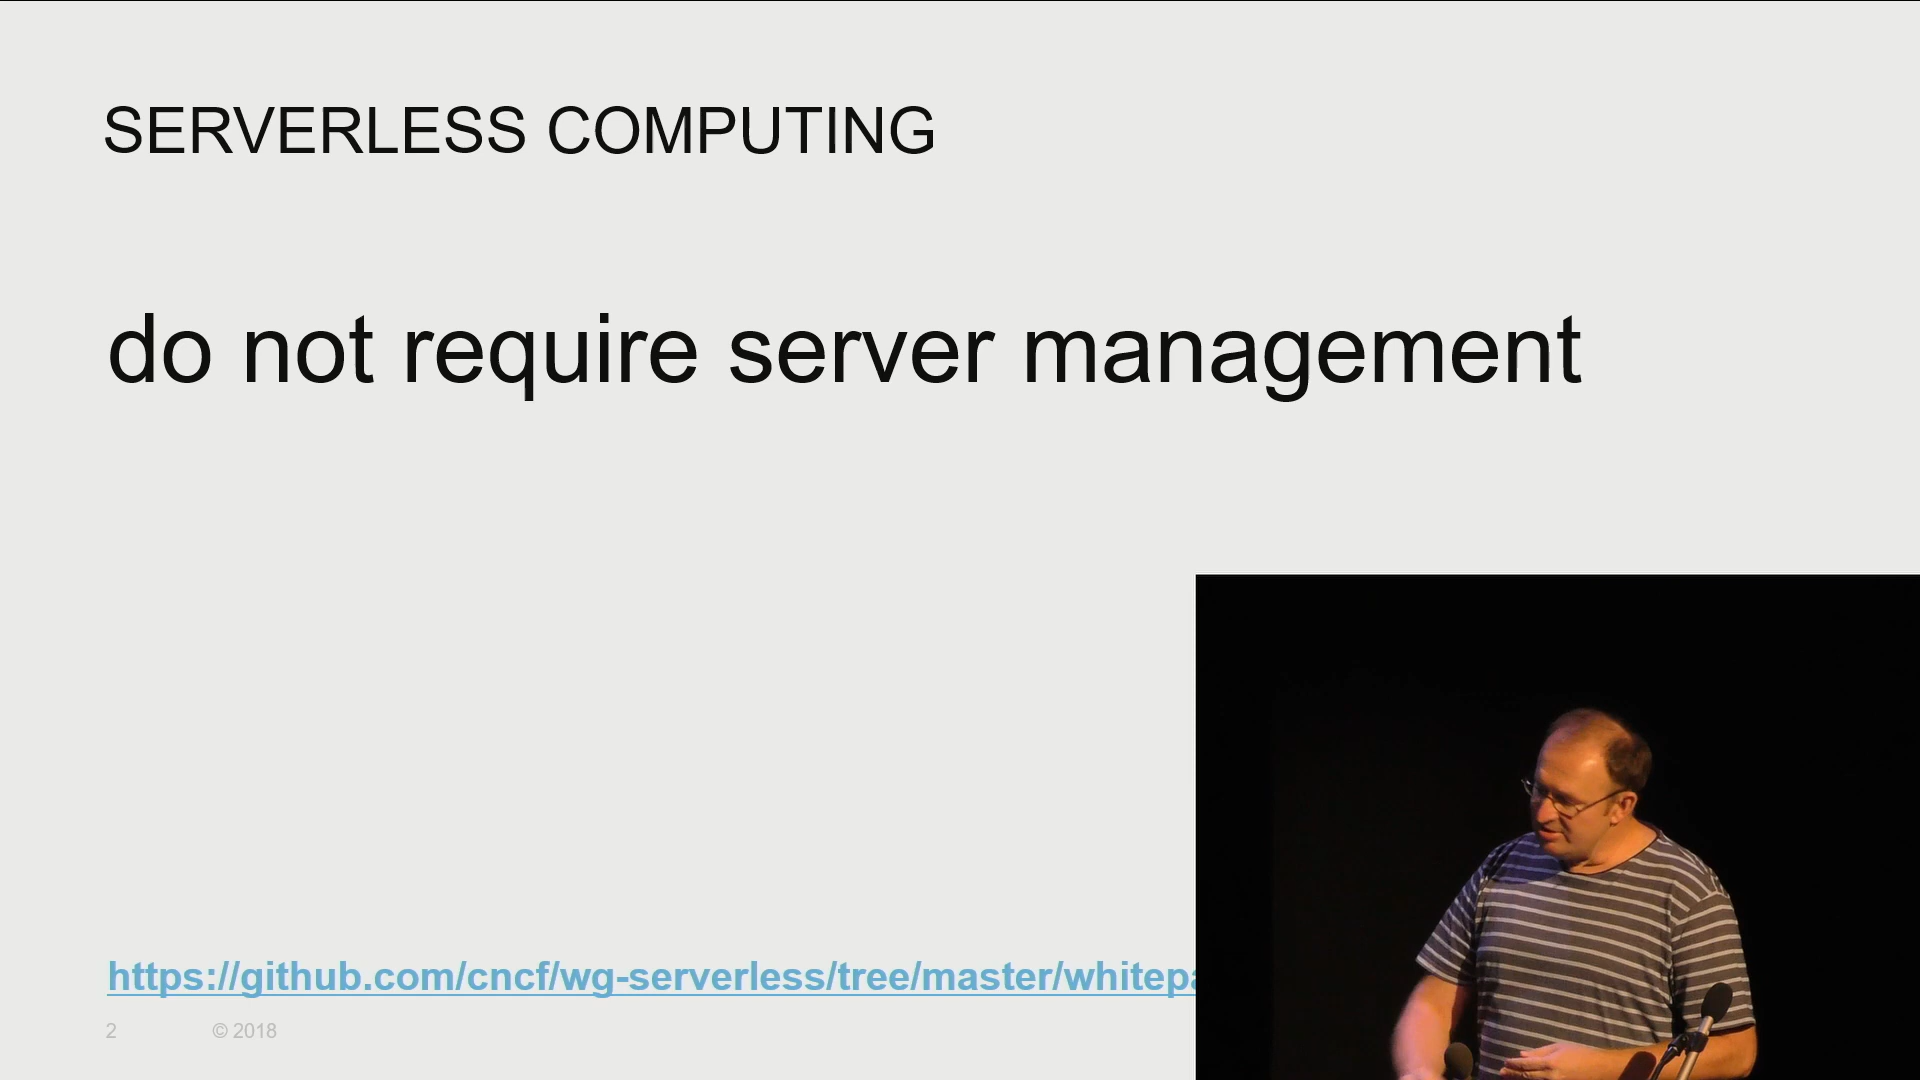 SERVERLESS COMPUTING
do not require server management
https://github.com/cncf/wg-serverless/tree/master/whitepa
2 © 2018